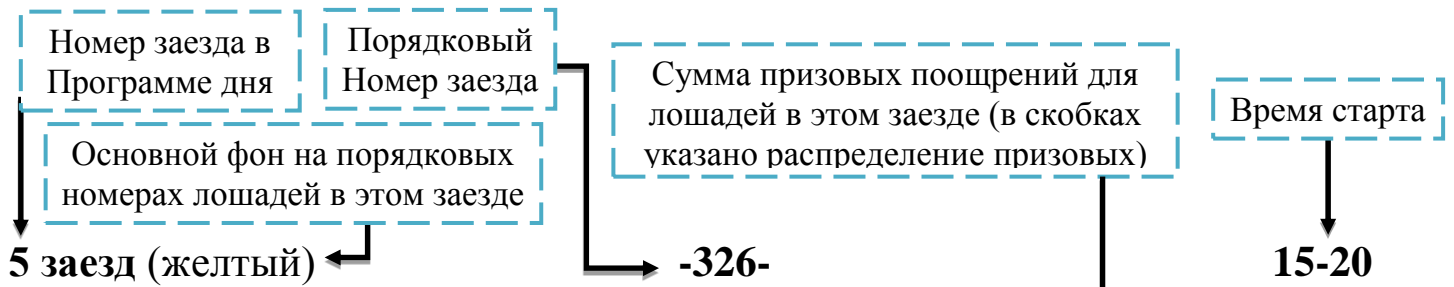 Номер заезда в
Программе дня
Порядковый
Номер заезда
Сумма призовых поощрений для
лошадей в этом заезде (в скобках
указано распределение призовых)
Время старта
Основной фон на порядковых
номерах лошадей в этом заезде
5 заезд (желтый)
-326-
15-20